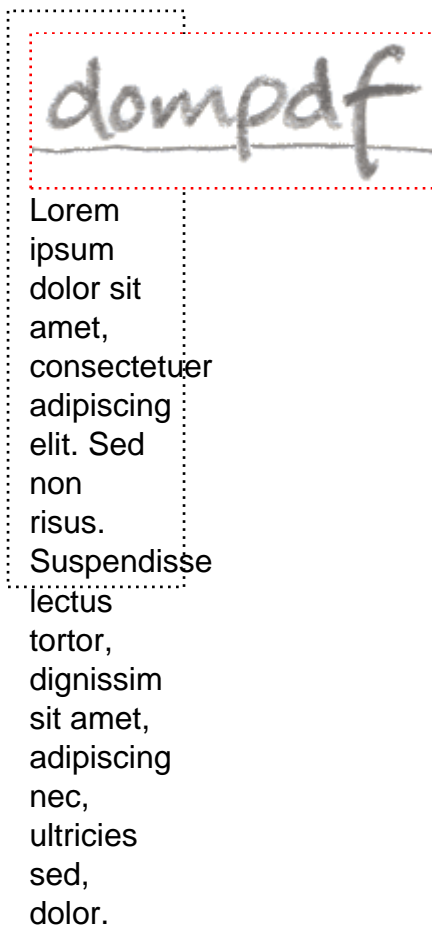 dompdf
Lorem
ipsum
dolor sit
amet,
consectetuer
adipiscing
elit. Sed
non
risus.
Suspendisse
lectus
tortor,
dignissim
sit amet,
adipiscing
nec,
ultricies
sed,
dolor.